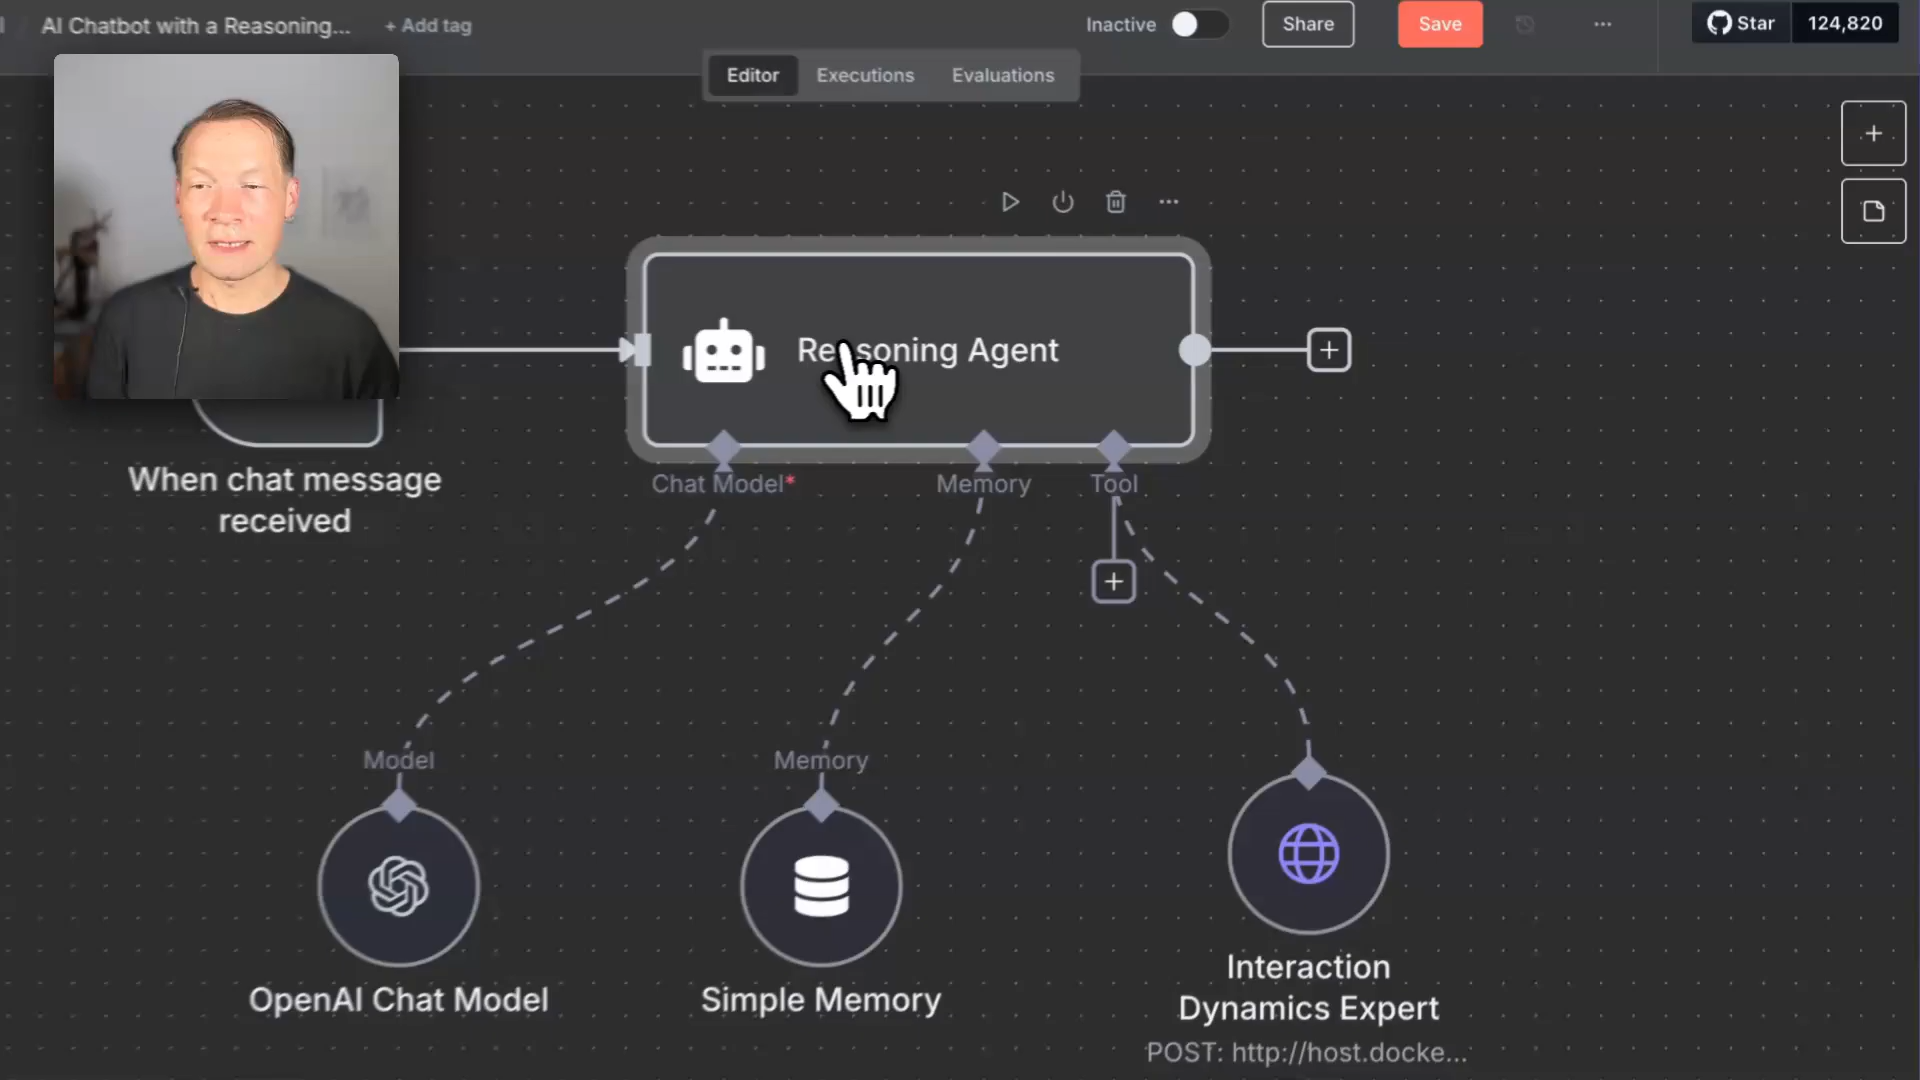 AI Chatbot with a Reasoning...
+ Add tag
Inactive
Share
Save
Star
124,820
Editor
Executions
Evaluations
Reasoning Agent
Chat Model*
Memory
Tool
When chat message
received
Model
Memory
OpenAI Chat Model
Simple Memory
Interaction
Dynamics Expert
POST: http://host.docke...